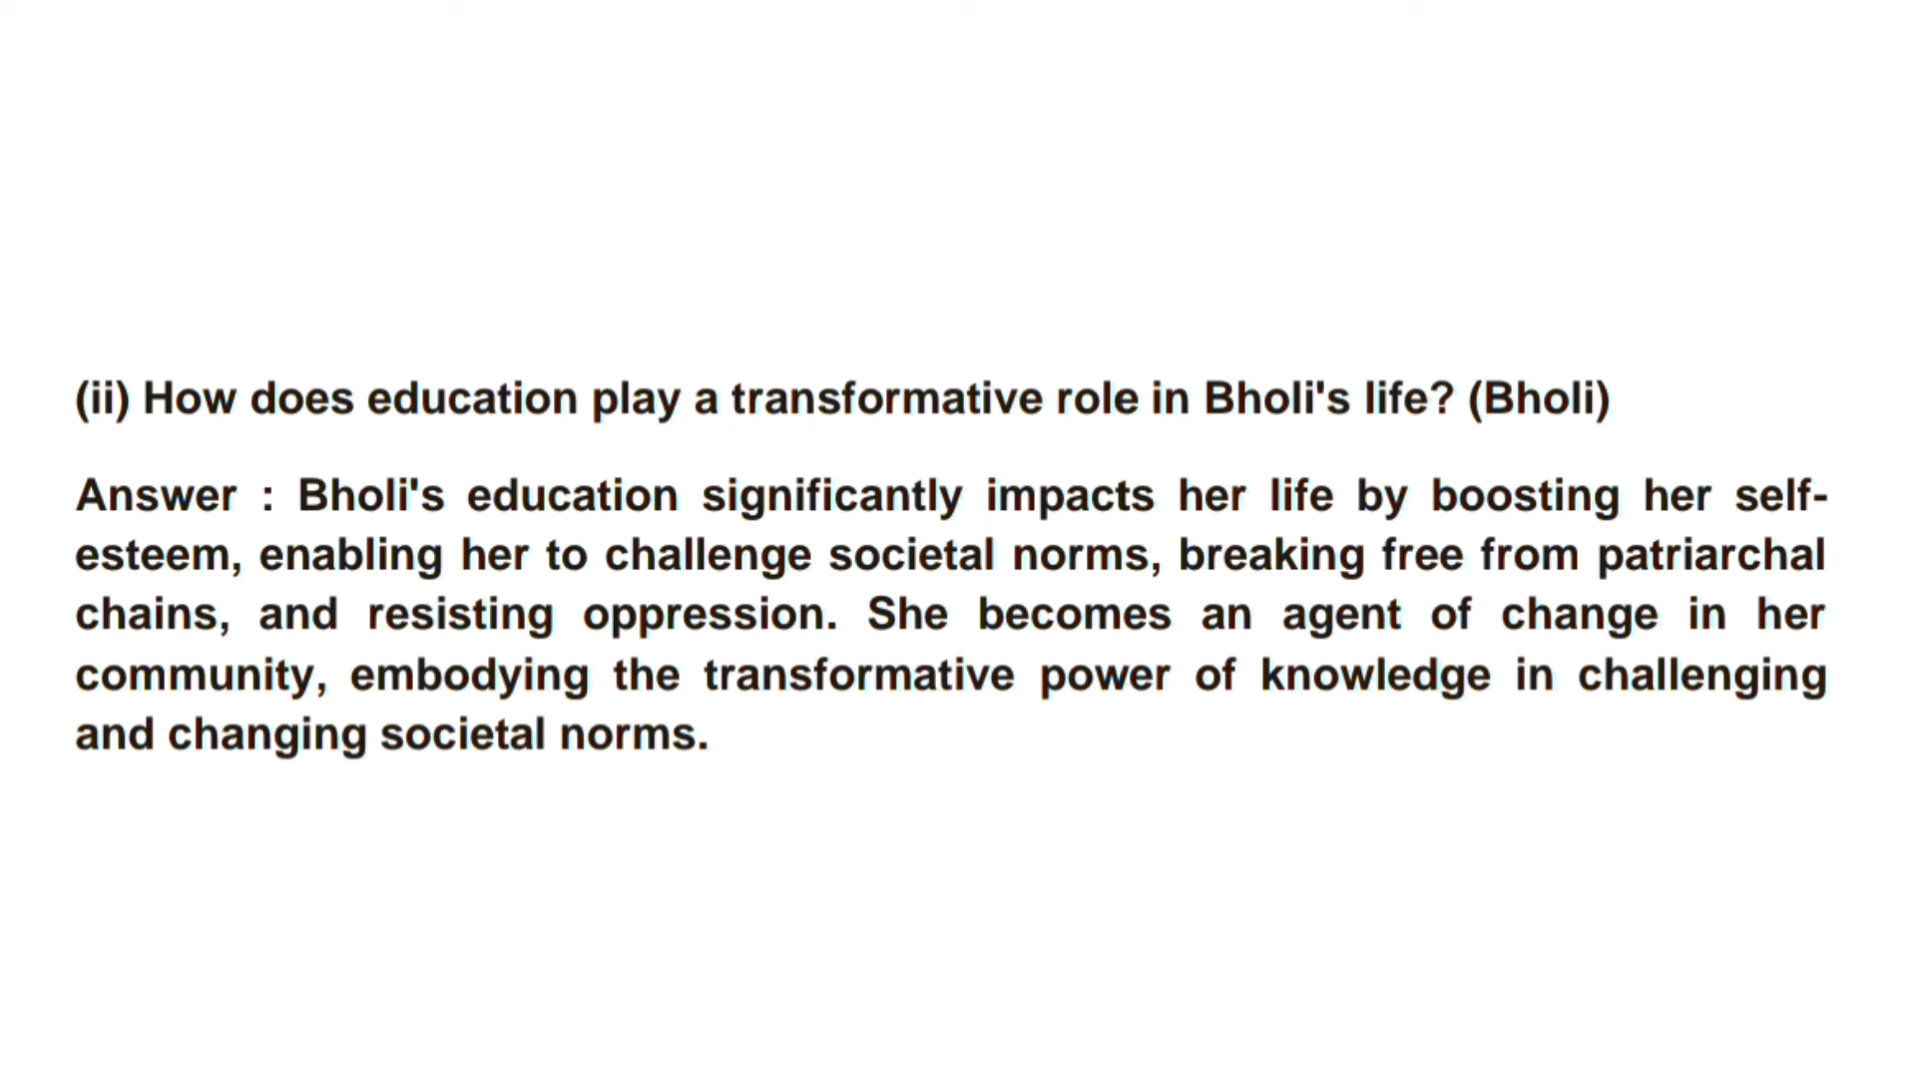 (ii) How does education play a transformative role in Bholi's life? (Bholi)
Answer : Bholi's education significantly impacts her life by boosting her self-
esteem, enabling her to challenge societal norms, breaking free from patriarchal
chains, and resisting oppression. She becomes an agent of change in her
community, embodying the transformative power of knowledge in challenging
and changing societal norms.